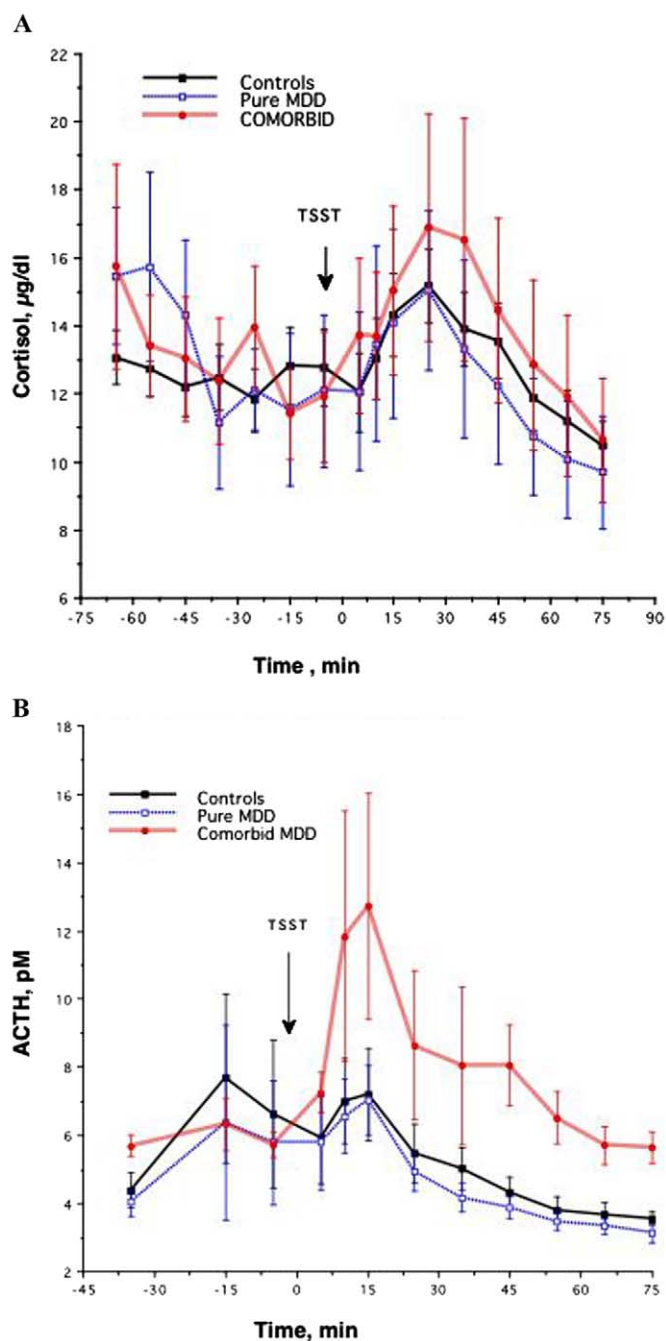 A
22
Controls
Pure MDD
COMORBID
20
18
TSST
16
14
12
10
8
6
Cortisol, µg/dl
-75 -60 -45 -30 -15 0 15 30 45 60 75 90
Time , min
B
18
16
Controls
Pure MDD
Comorbid MDD
14
12
TSST
10
8
6
4
2
ACTH, pM
-45 -30 -15 0 15 30 45 60 75
Time, min